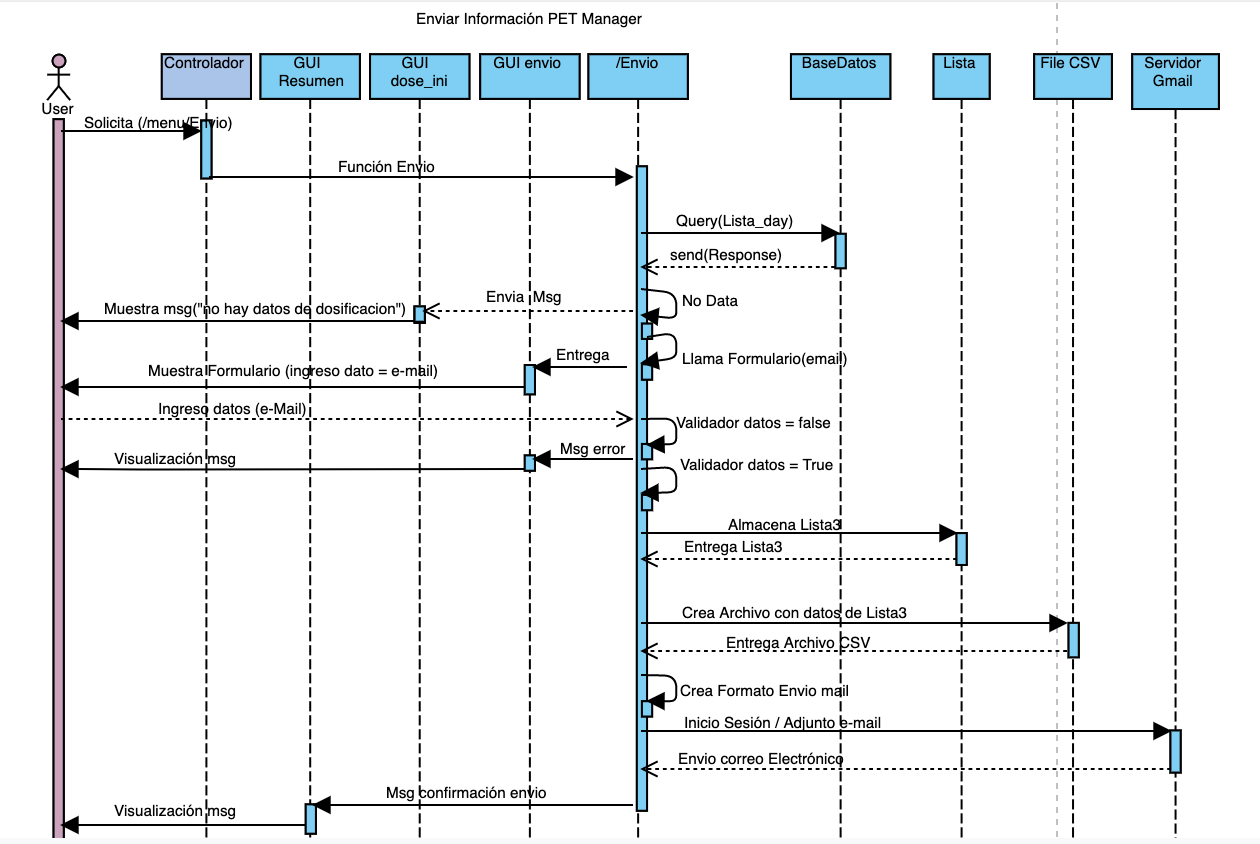 Enviar Información PET Manager
Controlador
GUI
Resumen
GUI
dose_ini
GUI envio
/Envio
BaseDatos
Lista
File CSV
Servidor
Gmail
User
Solicita (/menu/Envio)
Función Envio
Query(Lista_day)
send(Response)
Envia Msg
No Data
Muestra msg("no hay datos de dosificacion")
Entrega
Llama Formulario(email)
Muestra Formulario (ingreso dato = e-mail)
Ingreso datos (e-Mail)
Validador datos = false
Msg error
Visualización msg
Validador datos = True
Almacena Lista3
Entrega Lista3
Crea Archivo con datos de Lista3
Entrega Archivo CSV
Crea Formato Envio mail
Inicio Sesión / Adjunto e-mail
Envio correo Electrónico
Msg confirmación envio
Visualización msg